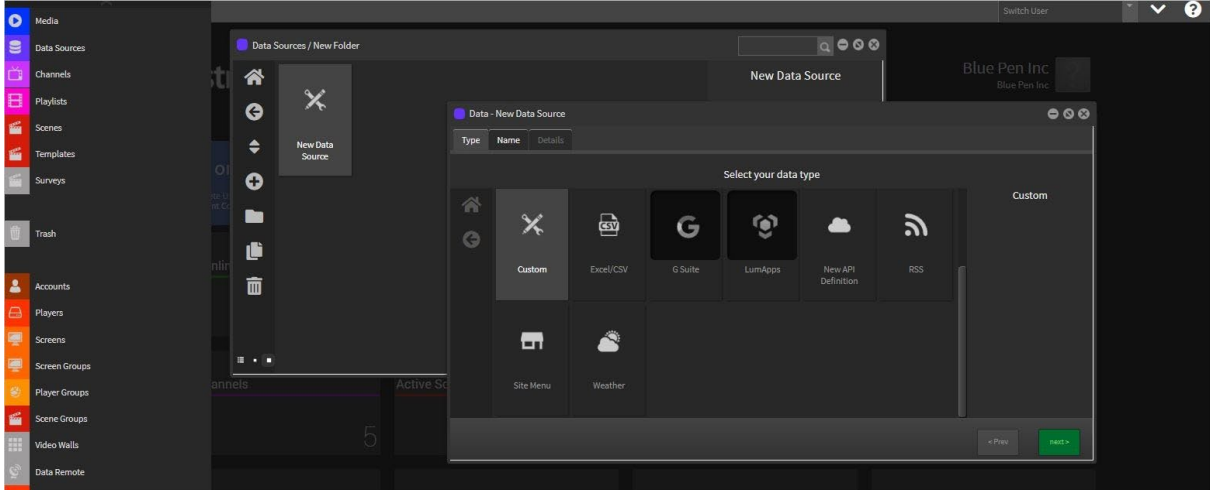 Switch User
?
Media
Data Sources
Channels
Playlists
Scenes
Templates
Surveys
Trash
Accounts
Players
Screens
Screen Groups
Player Groups
Scene Groups
Video Walls
Data Remote
Blue Pen Inc
Blue Pen Inc
Data Sources / New Folder
New Data Source
New Data
Source
Data - New Data Source
Type Name Details
Select your data type
Custom
CSV
G
Custom Excel/CSV G Suite LumApps New API RSS
Definition
Site Menu Weather
< Prev next >
annels
Active Sc
5